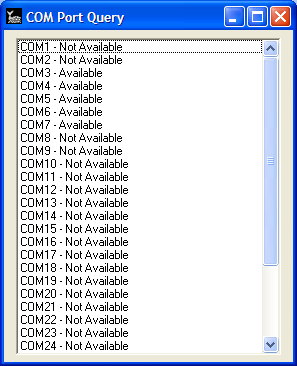 COM Port Query
COM1 - Not Available
COM2 - Not Available
COM3 - Available
COM4 - Available
COM5 - Available
COM6 - Available
COM7 - Available
COM8 - Not Available
COM9 - Not Available
COM10 - Not Available
COM11 - Not Available
COM12 - Not Available
COM13 - Not Available
COM14 - Not Available
COM15 - Not Available
COM16 - Not Available
COM17 - Not Available
COM18 - Not Available
COM19 - Not Available
COM20 - Not Available
COM21 - Not Available
COM22 - Not Available
COM23 - Not Available
COM24 - Not Available